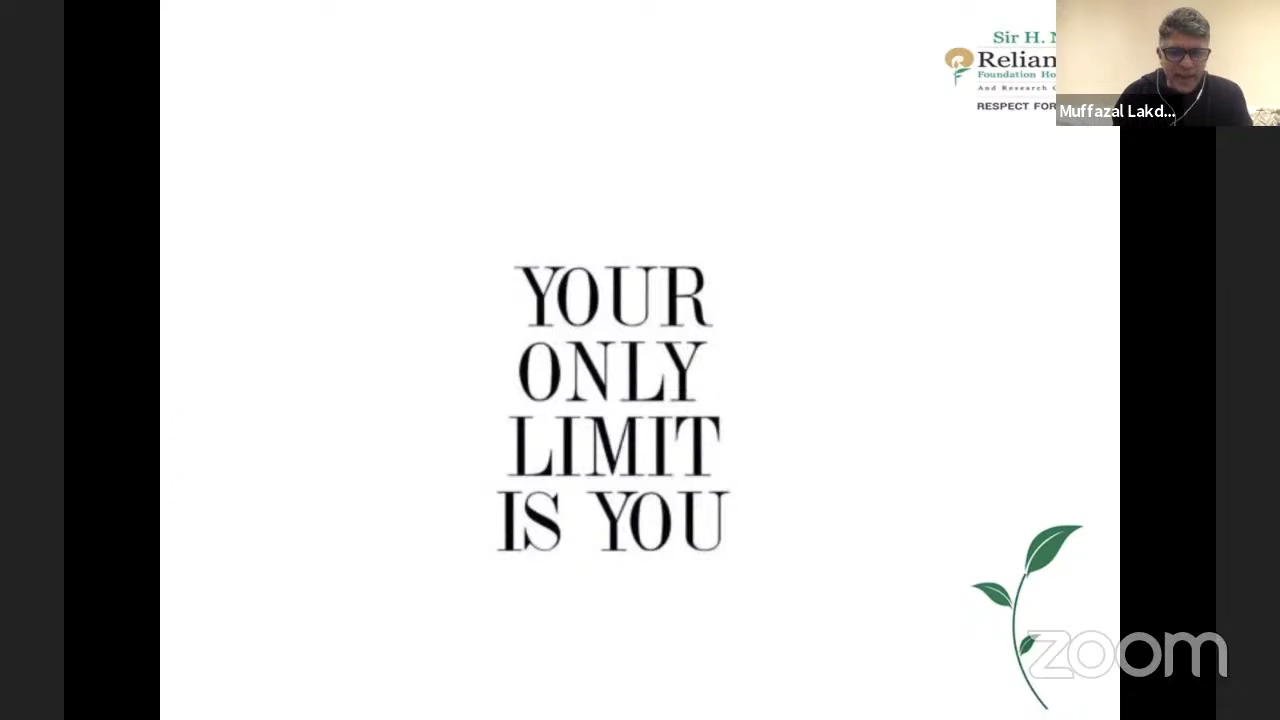 Sir H. N
Relian
Foundation Ho
And Research
RESPECT FOR
Muffazal Lakd...
YOUR
ONLY
LIMIT
IS YOU
zoom